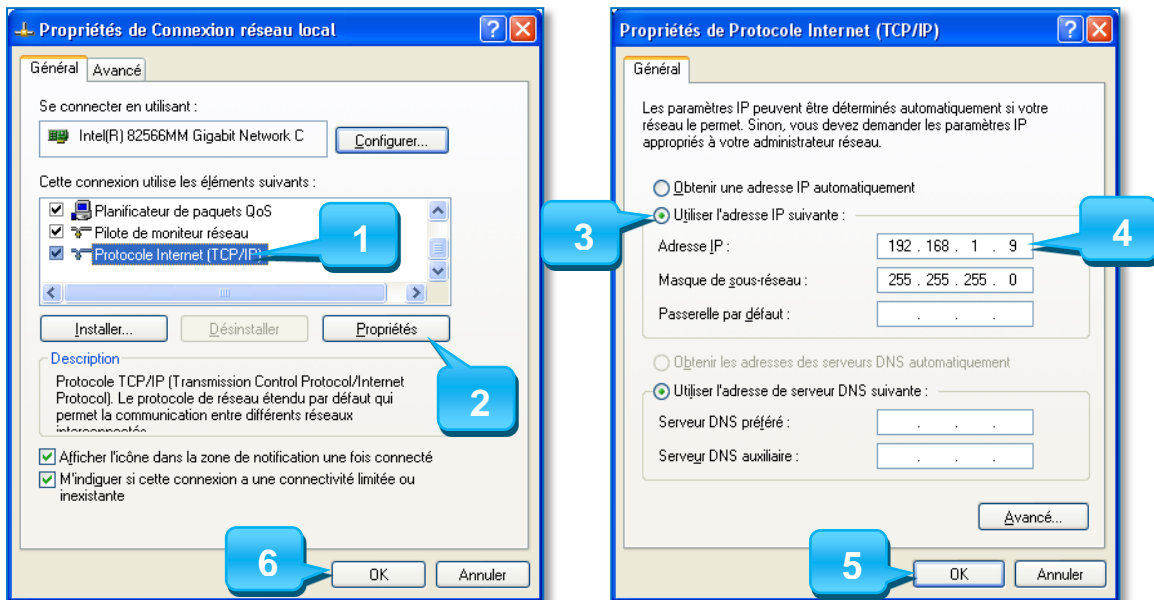 Propriétés de Connexion réseau local
Général
Avancé
Se connecter en utilisant :
Intel(R) 82566MM Gigabit Network C
Configurer...
Cette connexion utilise les éléments suivants :
Planificateur de paquets QoS
Pilote de moniteur réseau
Protocole Internet (TCP/IP)
1
Installer...
Désinstaller
Propriétés
2
Description
Protocole TCP/IP (Transmission Control Protocol/Internet
Protocol). Le protocole de réseau étendu par défaut qui
permet la communication entre différents réseaux
interconnectés.
Afficher l'icône dans la zone de notification une fois connecté
M'indiquer si cette connexion a une connectivité limitée ou
inexistante
6
OK
Annuler
Propriétés de Protocole Internet (TCP/IP)
Général
Les paramètres IP peuvent être déterminés automatiquement si votre
réseau le permet. Sinon, vous devez demander les paramètres IP
appropriés à votre administrateur réseau.
Obtenir une adresse IP automatiquement
3
Utiliser l'adresse IP suivante :
Adresse IP :
192 . 168 . 1 . 9
4
Masque de sous-réseau :
255 . 255 . 255 . 0
Passerelle par défaut :
. . .
Obtenir les adresses des serveurs DNS automatiquement
Utiliser l'adresse de serveur DNS suivante :
Serveur DNS préféré :
. . .
Serveur DNS auxiliaire :
. . .
Avancé...
5
OK
Annuler